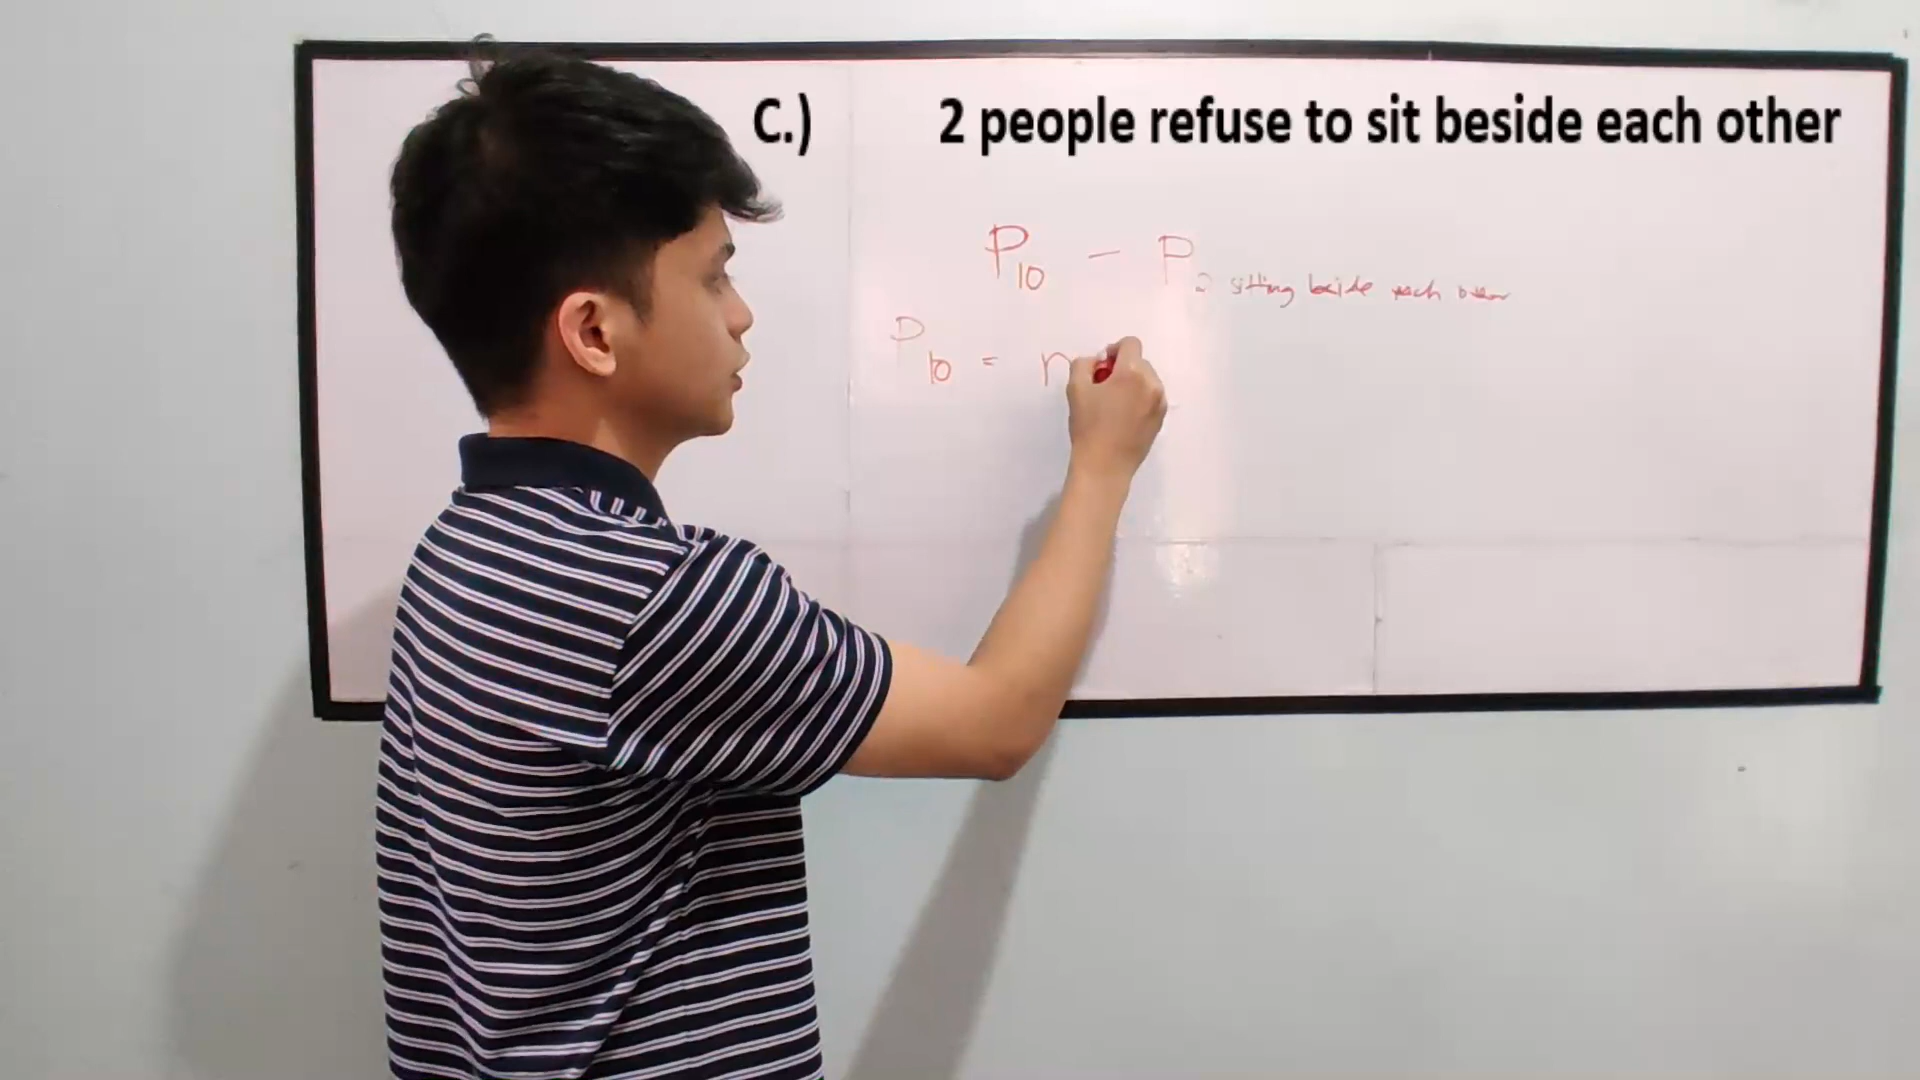 C.) 2 people refuse to sit beside each other
P10 - P2 sitting beside each other
P10 = n